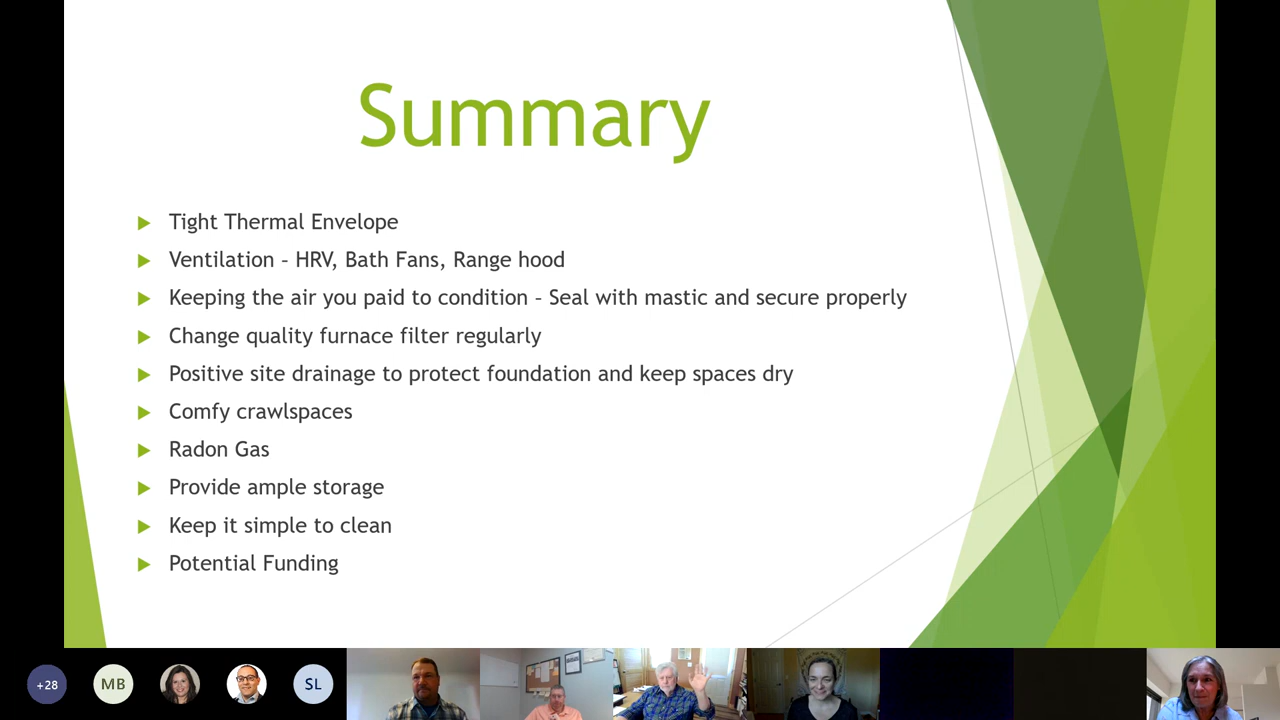 Summary
Tight Thermal Envelope
Ventilation – HRV, Bath Fans, Range hood
Keeping the air you paid to condition – Seal with mastic and secure properly
Change quality furnace filter regularly
Positive site drainage to protect foundation and keep spaces dry
Comfy crawlspaces
Radon Gas
Provide ample storage
Keep it simple to clean
Potential Funding
+28
MB
SL